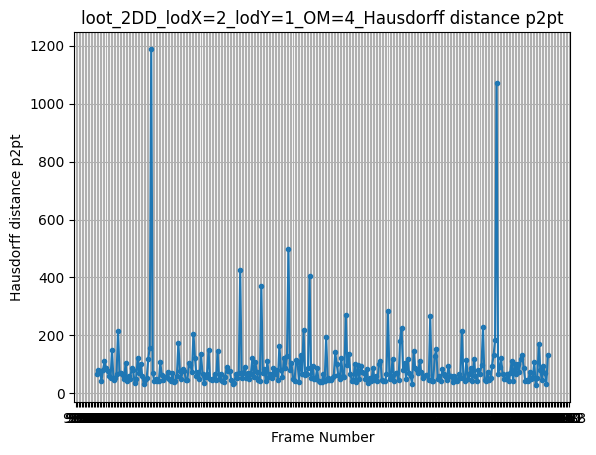 loot_2DD_lodX=2_lodY=1_OM=4_Hausdorff distance p2pt
1200
1000
800
600
400
200
0
Hausdorff distance p2pt
Frame Number